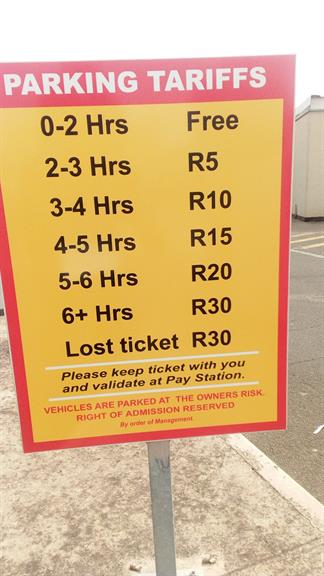 PARKING TARIFFS
0-2 Hrs Free
2-3 Hrs R5
3-4 Hrs R10
4-5 Hrs R15
5-6 Hrs R20
6+ Hrs R30
Lost ticket R30
Please keep ticket with you
and validate at Pay Station.
VEHICLES ARE PARKED AT THE OWNERS RISK.
RIGHT OF ADMISSION RESERVED
By order of Management.